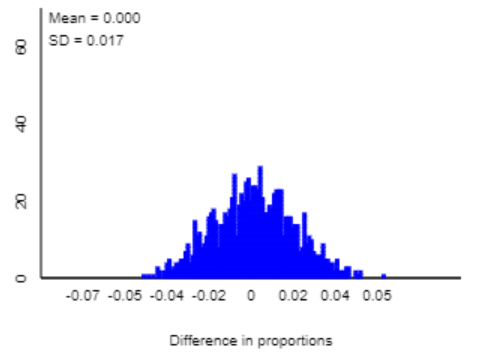 Mean = 0.000
SD = 0.017
80
40
20
0
-0.07 -0.05 -0.04 -0.02 0 0.02 0.04 0.05
Difference in proportions